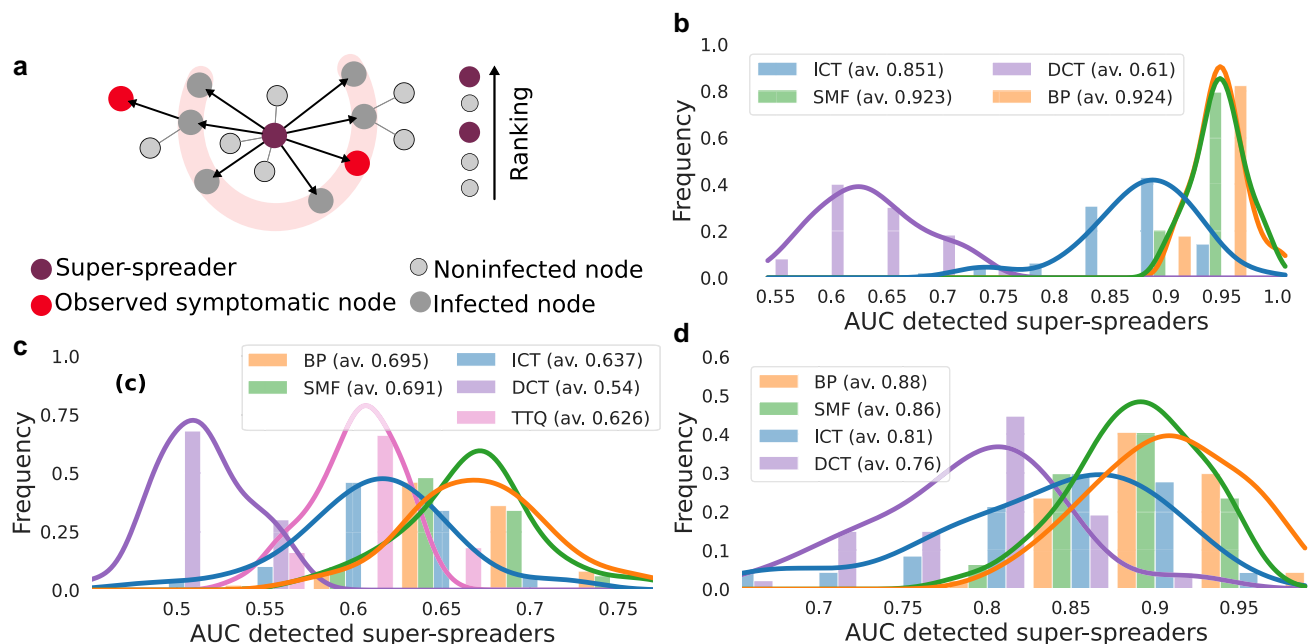 a
Ranking
Super-spreader
Noninfected node
Observed symptomatic node
Infected node
b
1.0
0.8
0.6
0.4
0.2
0.0
Frequency
ICT (av. 0.851)
DCT (av. 0.61)
SMF (av. 0.923)
BP (av. 0.924)
0.55 0.6 0.65 0.7 0.75 0.8 0.85 0.9 0.95 1.0
AUC detected super-spreaders
c
(c)
1.0
0.75
0.5
0.25
0.0
Frequency
BP (av. 0.695)
ICT (av. 0.637)
SMF (av. 0.691)
DCT (av. 0.54)
TTQ (av. 0.626)
0.5 0.55 0.6 0.65 0.7 0.75
AUC detected super-spreaders
d
0.6
0.5
0.4
0.3
0.2
0.1
0.0
Frequency
BP (av. 0.88)
SMF (av. 0.86)
ICT (av. 0.81)
DCT (av. 0.76)
0.7 0.75 0.8 0.85 0.9 0.95
AUC detected super-spreaders